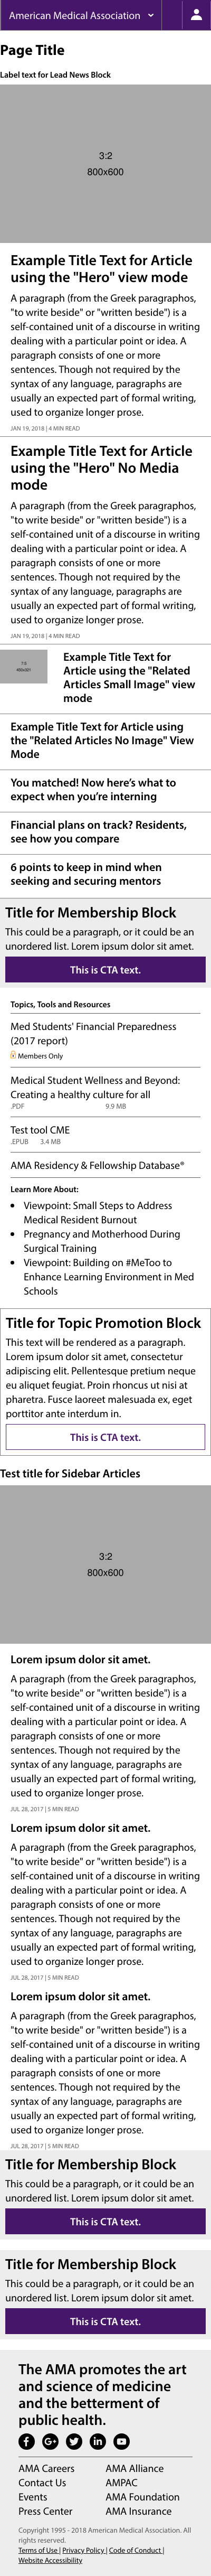 American Medical Association
Page Title
Label text for Lead News Block
3:2
800x600
Example Title Text for Article
using the "Hero" view mode
A paragraph (from the Greek paragraphos,
"to write beside" or "written beside") is a
self-contained unit of a discourse in writing
dealing with a particular point or idea. A
paragraph consists of one or more
sentences. Though not required by the
syntax of any language, paragraphs are
usually an expected part of formal writing,
used to organize longer prose.
JAN 19, 2018 | 4 MIN READ
Example Title Text for Article
using the "Hero" No Media
mode
A paragraph (from the Greek paragraphos,
"to write beside" or "written beside") is a
self-contained unit of a discourse in writing
dealing with a particular point or idea. A
paragraph consists of one or more
sentences. Though not required by the
syntax of any language, paragraphs are
usually an expected part of formal writing,
used to organize longer prose.
JAN 19, 2018 | 4 MIN READ
Example Title Text for
Article using the "Related
Articles Small Image" view
mode
Example Title Text for Article using
the "Related Articles No Image" View
Mode
You matched! Now here’s what to
expect when you’re interning
Financial plans on track? Residents,
see how you compare
6 points to keep in mind when
seeking and securing mentors
Title for Membership Block
This could be a paragraph, or it could be an
unordered list. Lorem ipsum dolor sit amet.
This is CTA text.
Topics, Tools and Resources
Med Students' Financial Preparedness
(2017 report)
Members Only
Medical Student Wellness and Beyond:
Creating a healthy culture for all
.PDF 9.9 MB
Test tool CME
.EPUB 3.4 MB
AMA Residency & Fellowship Database®
Learn More About:
• Viewpoint: Small Steps to Address
Medical Resident Burnout
• Pregnancy and Motherhood During
Surgical Training
• Viewpoint: Building on #MeToo to
Enhance Learning Environment in Med
Schools
Title for Topic Promotion Block
This text will be rendered as a paragraph.
Lorem ipsum dolor sit amet, consectetur
adipiscing elit. Pellentesque pretium neque
eu aliquet feugiat. Proin rhoncus ut nisi at
pharetra. Fusce laoreet malesuada ex, eget
porttitor ante interdum in.
This is CTA text.
Test title for Sidebar Articles
3:2
800x600
Lorem ipsum dolor sit amet.
A paragraph (from the Greek paragraphos,
"to write beside" or "written beside") is a
self-contained unit of a discourse in writing
dealing with a particular point or idea. A
paragraph consists of one or more
sentences. Though not required by the
syntax of any language, paragraphs are
usually an expected part of formal writing,
used to organize longer prose.
JUL 28, 2017 | 5 MIN READ
Lorem ipsum dolor sit amet.
A paragraph (from the Greek paragraphos,
"to write beside" or "written beside") is a
self-contained unit of a discourse in writing
dealing with a particular point or idea. A
paragraph consists of one or more
sentences. Though not required by the
syntax of any language, paragraphs are
usually an expected part of formal writing,
used to organize longer prose.
JUL 28, 2017 | 5 MIN READ
Lorem ipsum dolor sit amet.
A paragraph (from the Greek paragraphos,
"to write beside" or "written beside") is a
self-contained unit of a discourse in writing
dealing with a particular point or idea. A
paragraph consists of one or more
sentences. Though not required by the
syntax of any language, paragraphs are
usually an expected part of formal writing,
used to organize longer prose.
JUL 28, 2017 | 5 MIN READ
Title for Membership Block
This could be a paragraph, or it could be an
unordered list. Lorem ipsum dolor sit amet.
This is CTA text.
Title for Membership Block
This could be a paragraph, or it could be an
unordered list. Lorem ipsum dolor sit amet.
This is CTA text.
The AMA promotes the art
and science of medicine
and the betterment of
public health.
AMA Careers AMA Alliance
Contact Us AMPAC
Events AMA Foundation
Press Center AMA Insurance
Copyright 1995 - 2018 American Medical Association. All
rights reserved.
Terms of Use | Privacy Policy | Code of Conduct |
Website Accessibility